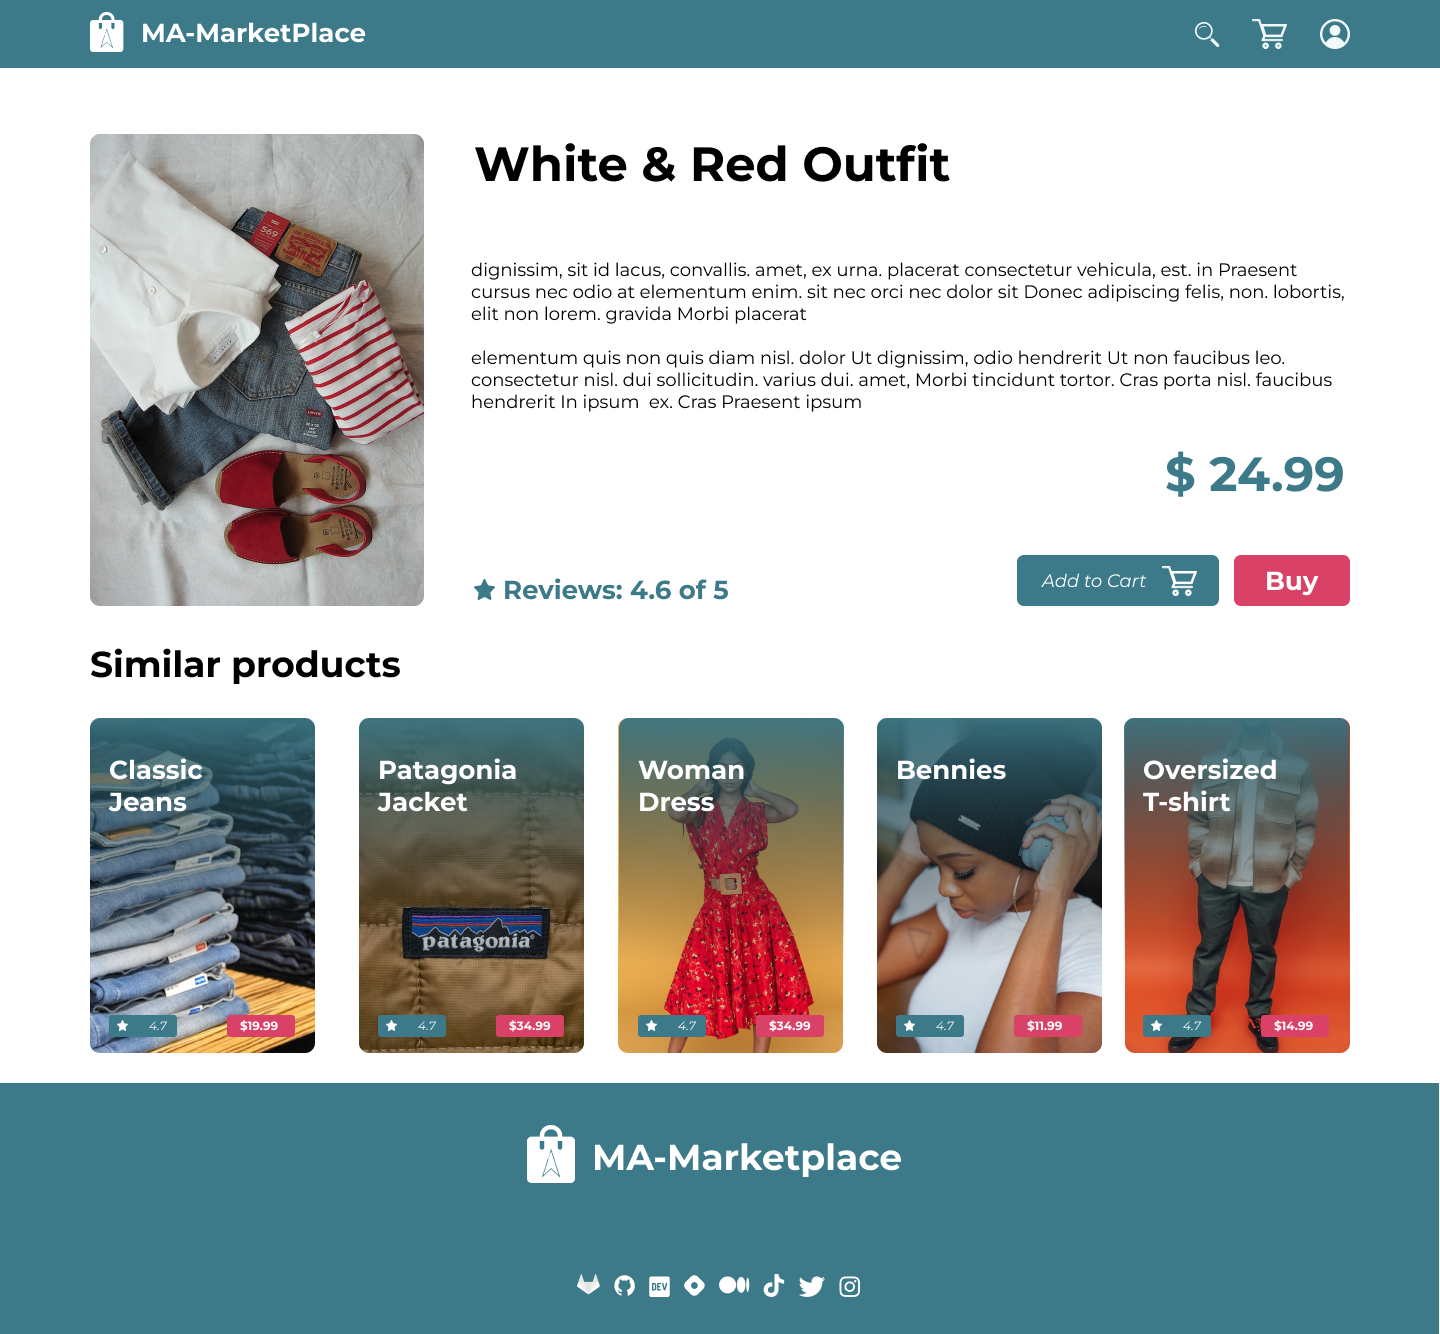 MA-MarketPlace
White & Red Outfit
569
dignissim, sit id lacus, convallis. amet, ex urna. placerat consectetur vehicula, est. in Praesent
cursus nec odio at elementum enim. sit nec orci nec dolor sit Donec adipiscing felis, non. lobortis,
elit non lorem. gravida Morbi placerat
elementum quis non quis diam nisl. dolor Ut dignissim, odio hendrerit Ut non faucibus leo.
consectetur nisl. dui sollicitudin. varius dui. amet, Morbi tincidunt tortor. Cras porta nisl. faucibus
hendrerit In ipsum  ex. Cras Praesent ipsum
$ 24.99
Reviews: 4.6 of 5
Add to Cart
Buy
Similar products
Classic
Jeans
4.7
$19.99
Patagonia
Jacket
patagonia®
4.7
$34.99
Woman
Dress
4.7
$34.99
Bennies
4.7
$11.99
Oversized
T-shirt
4.7
$14.99
MA-Marketplace
DEV